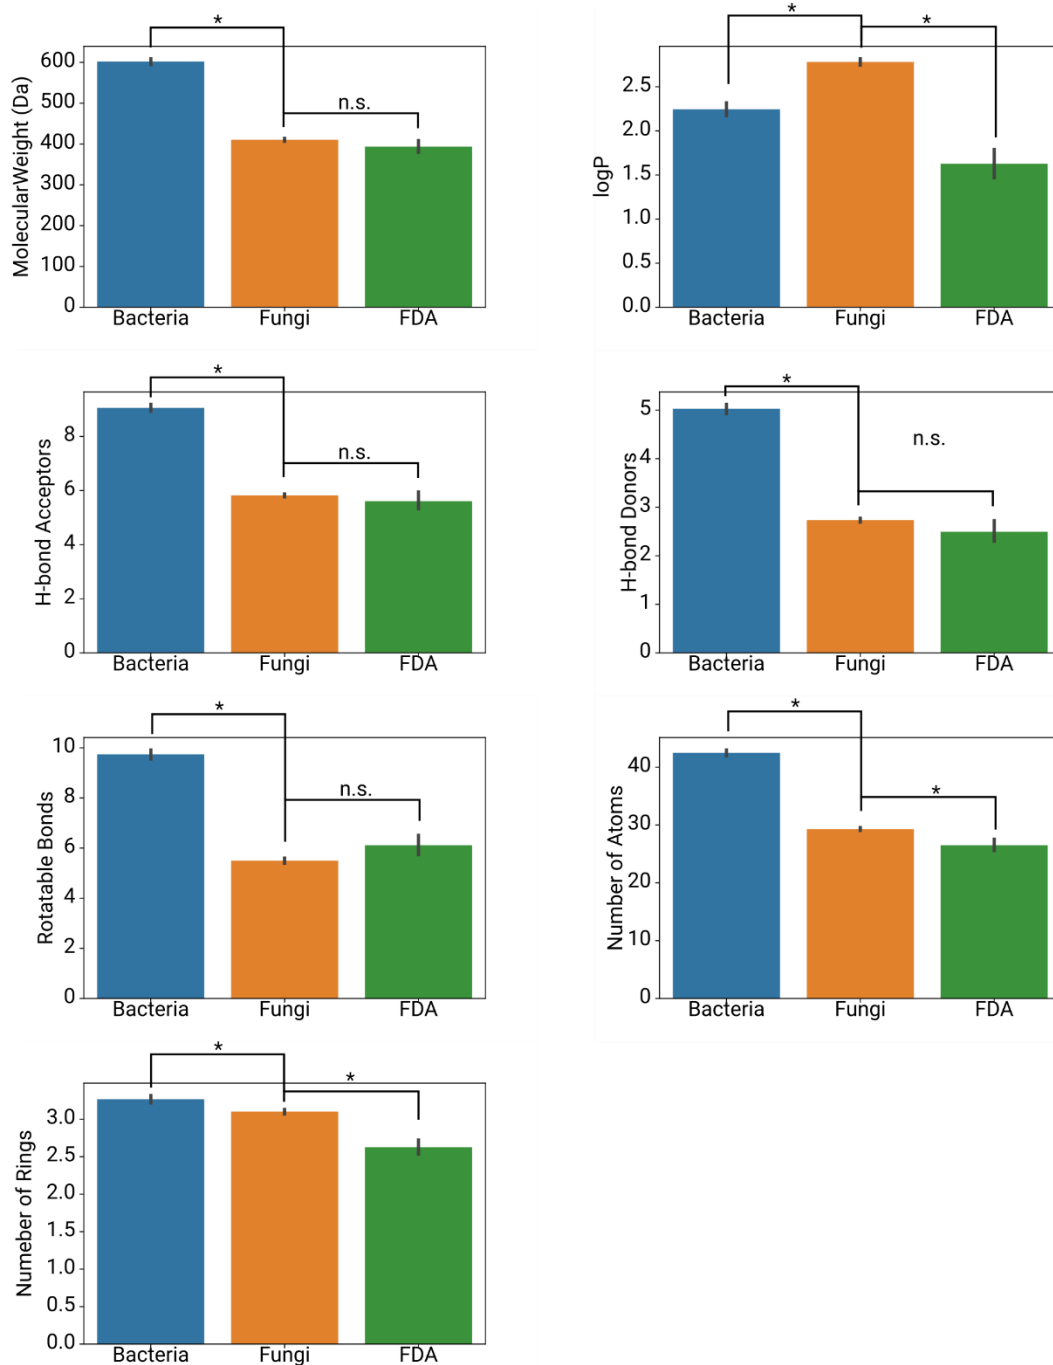 *
n.s.
MolecularWeight (Da)
600
500
400
300
200
100
0
Bacteria Fungi FDA
*
*
logP
2.5
2.0
1.5
1.0
0.5
0.0
Bacteria Fungi FDA
*
n.s.
H-bond Acceptors
8
6
4
2
0
Bacteria Fungi FDA
*
n.s.
H-bond Donors
5
4
3
2
1
0
Bacteria Fungi FDA
*
n.s.
Rotatable Bonds
10
8
6
4
2
0
Bacteria Fungi FDA
*
*
Number of Atoms
40
30
20
10
0
Bacteria Fungi FDA
*
*
Numeber of Rings
3.0
2.5
2.0
1.5
1.0
0.5
0.0
Bacteria Fungi FDA